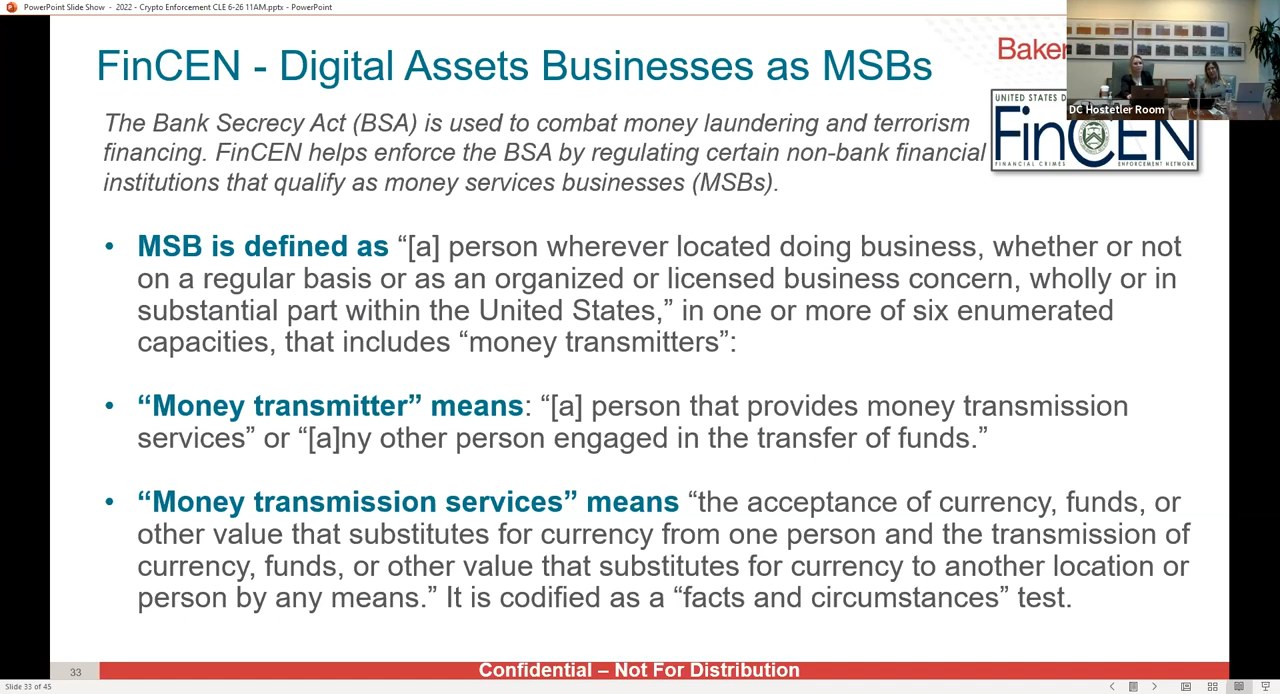 PowerPoint Slide Show - 2022 - Crypto Enforcement CLE 6-26 11AM.pptx - PowerPoint
FinCEN - Digital Assets Businesses as MSBs
Baker
DC Hostetler Room
UNITED STATES D
FinCEN
FINANCIAL CRIMES ENFORCEMENT NETWORK
The Bank Secrecy Act (BSA) is used to combat money laundering and terrorism
financing. FinCEN helps enforce the BSA by regulating certain non-bank financial
institutions that qualify as money services businesses (MSBs).
• MSB is defined as “[a] person wherever located doing business, whether or not
on a regular basis or as an organized or licensed business concern, wholly or in
substantial part within the United States,” in one or more of six enumerated
capacities, that includes “money transmitters”:
• “Money transmitter” means: “[a] person that provides money transmission
services” or “[a]ny other person engaged in the transfer of funds.”
• “Money transmission services” means “the acceptance of currency, funds, or
other value that substitutes for currency from one person and the transmission of
currency, funds, or other value that substitutes for currency to another location or
person by any means.” It is codified as a “facts and circumstances” test.
33
Confidential – Not For Distribution
Slide 33 of 45